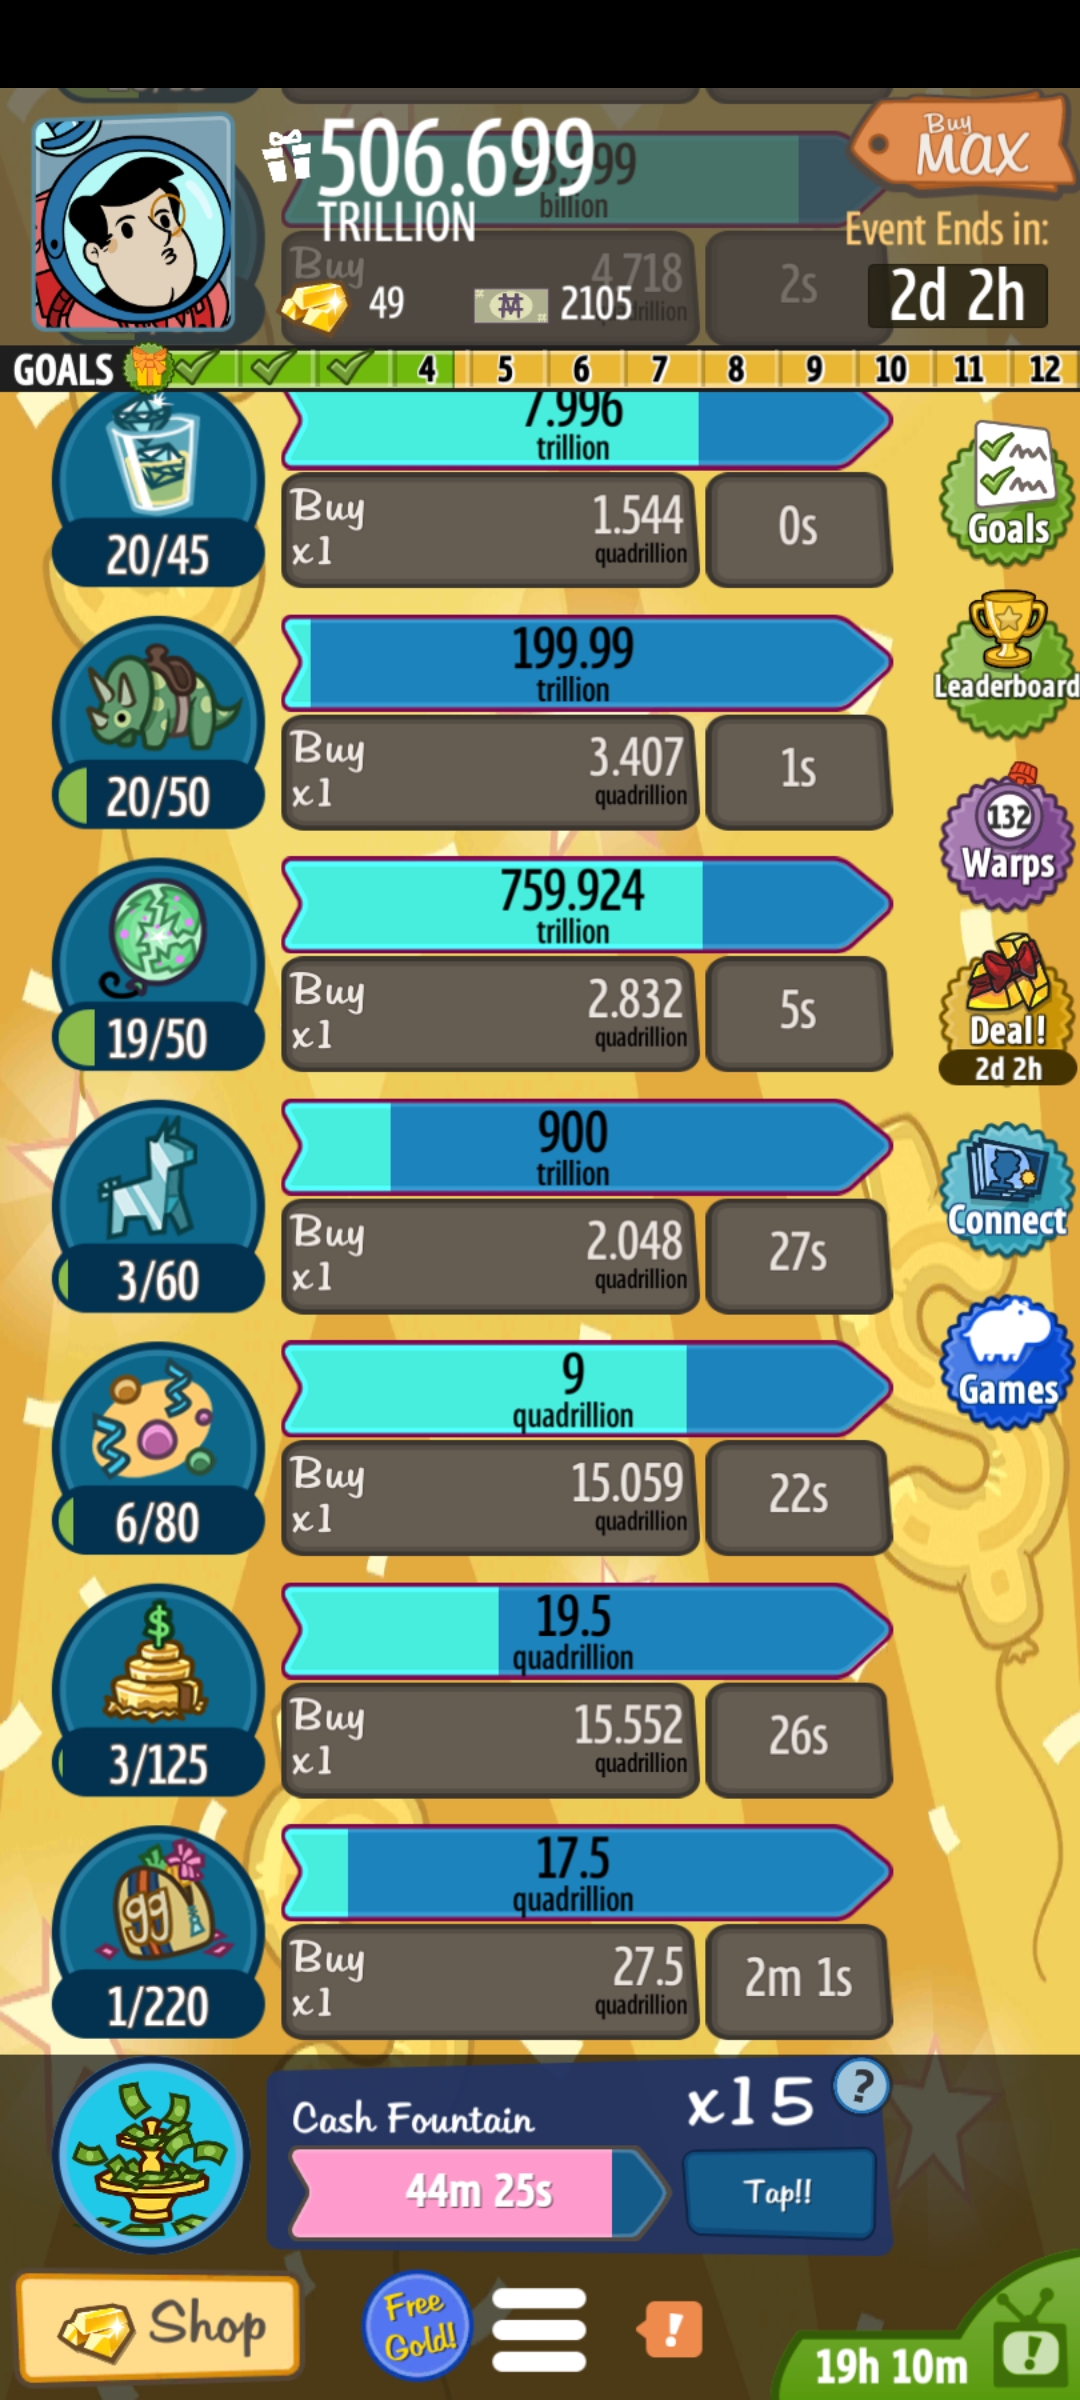 506.699
TRILLION
Buy
MAX
billion
Event Ends in:
Buy
4.718
2s
49
2105
2d 2h
GOALS
4
5
6
7
8
9
10
11
12
7.996
trillion
Buy
x1
1.544
quadrillion
0s
20/45
Goals
199.99
trillion
Buy
x1
3.407
quadrillion
1s
20/50
Leaderboard
759.924
trillion
Buy
x1
2.832
quadrillion
5s
19/50
132
Warps
Deal!
2d 2h
900
trillion
Buy
x1
2.048
quadrillion
27s
3/60
Connect
9
quadrillion
Buy
x1
15.059
quadrillion
22s
6/80
Games
19.5
quadrillion
Buy
x1
15.552
quadrillion
26s
$
3/125
17.5
quadrillion
Buy
x1
27.5
quadrillion
2m 1s
99
1/220
Cash Fountain
x15
?
44m 25s
Tap!!
Shop
Free
Gold!
!
19h 10m
!